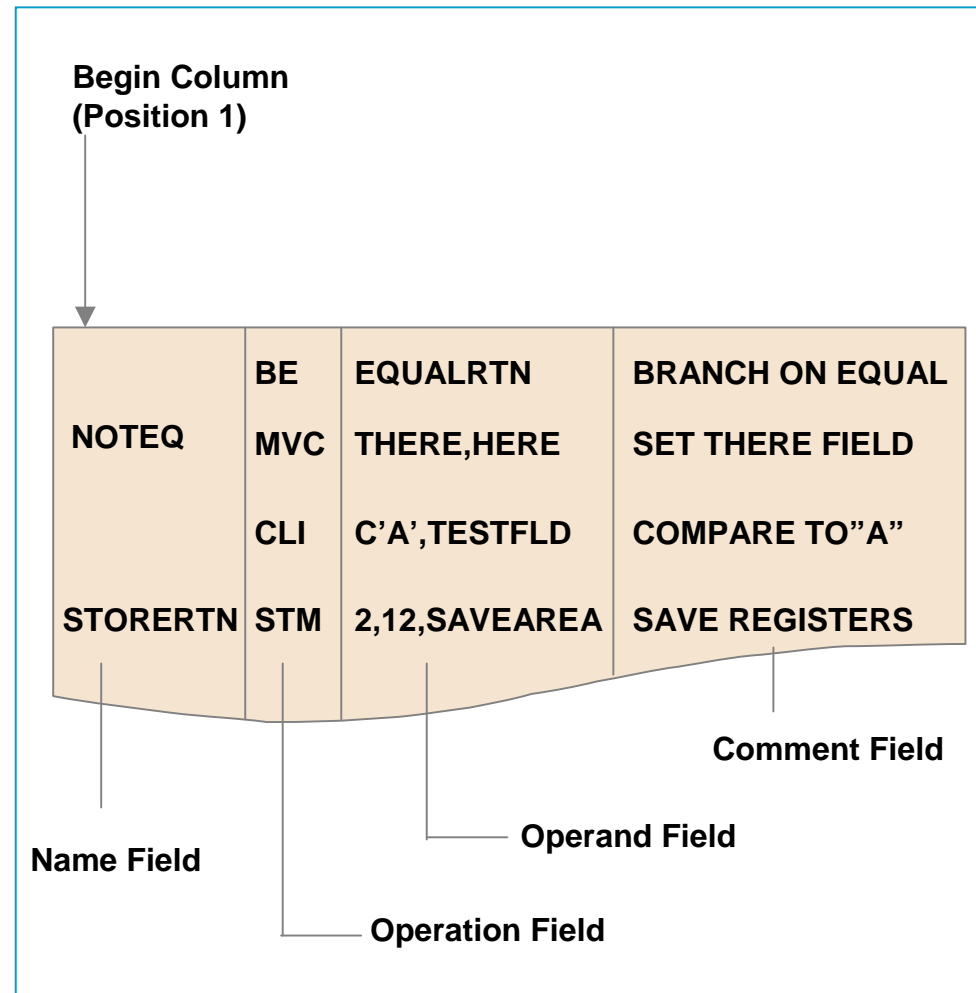 Begin Column
(Position 1)
BE EQUALRTN BRANCH ON EQUAL
NOTEQ MVC THERE,HERE SET THERE FIELD
CLI C’A’,TESTFLD COMPARE TO”A”
STORERTN STM 2,12,SAVEAREA SAVE REGISTERS
Comment Field
Operand Field
Name Field
Operation Field